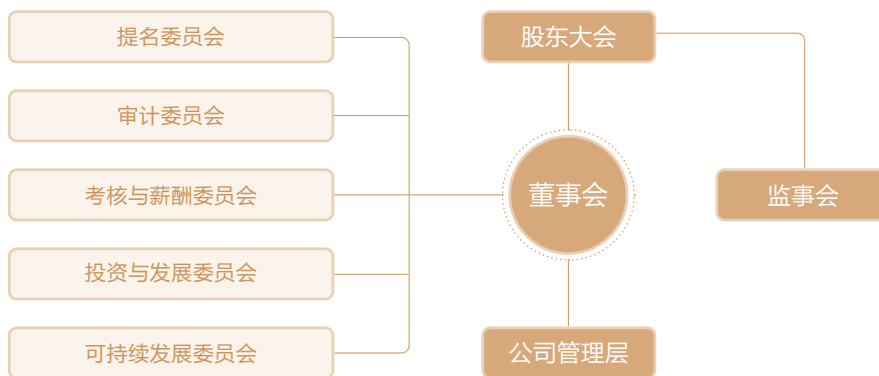 提名委员会
审计委员会
考核与薪酬委员会
投资与发展委员会
可持续发展委员会
股东大会
董事会
公司管理层
监事会